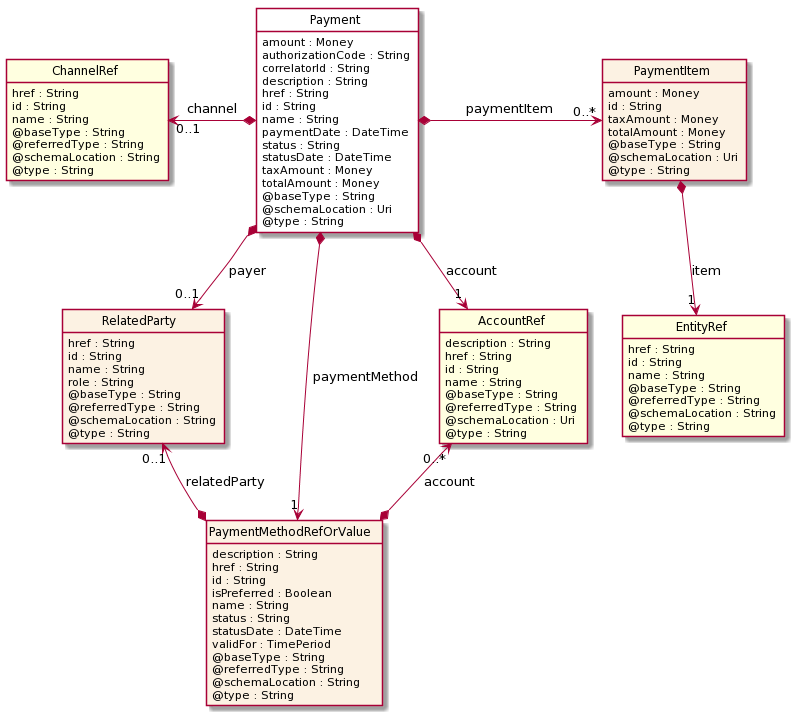 Payment
amount : Money
authorizationCode : String
correlatorId : String
description : String
href : String
id : String
name : String
paymentDate : DateTime
status : String
statusDate : DateTime
taxAmount : Money
totalAmount : Money
@baseType : String
@schemaLocation : Uri
@type : String
ChannelRef
href : String
id : String
name : String
@baseType : String
@referredType : String
@schemaLocation : String
@type : String
channel
0..1
paymentItem
0..*
PaymentItem
amount : Money
id : String
taxAmount : Money
totalAmount : Money
@baseType : String
@schemaLocation : Uri
@type : String
payer
0..1
account
1
item
1
RelatedParty
href : String
id : String
name : String
role : String
@baseType : String
@referredType : String
@schemaLocation : String
@type : String
paymentMethod
1
AccountRef
description : String
href : String
id : String
name : String
@baseType : String
@referredType : String
@schemaLocation : Uri
@type : String
EntityRef
href : String
id : String
name : String
@baseType : String
@referredType : String
@schemaLocation : String
@type : String
0..1
relatedParty
0..*
account
PaymentMethodRefOrValue
description : String
href : String
id : String
isPreferred : Boolean
name : String
status : String
statusDate : DateTime
validFor : TimePeriod
@baseType : String
@referredType : String
@schemaLocation : String
@type : String